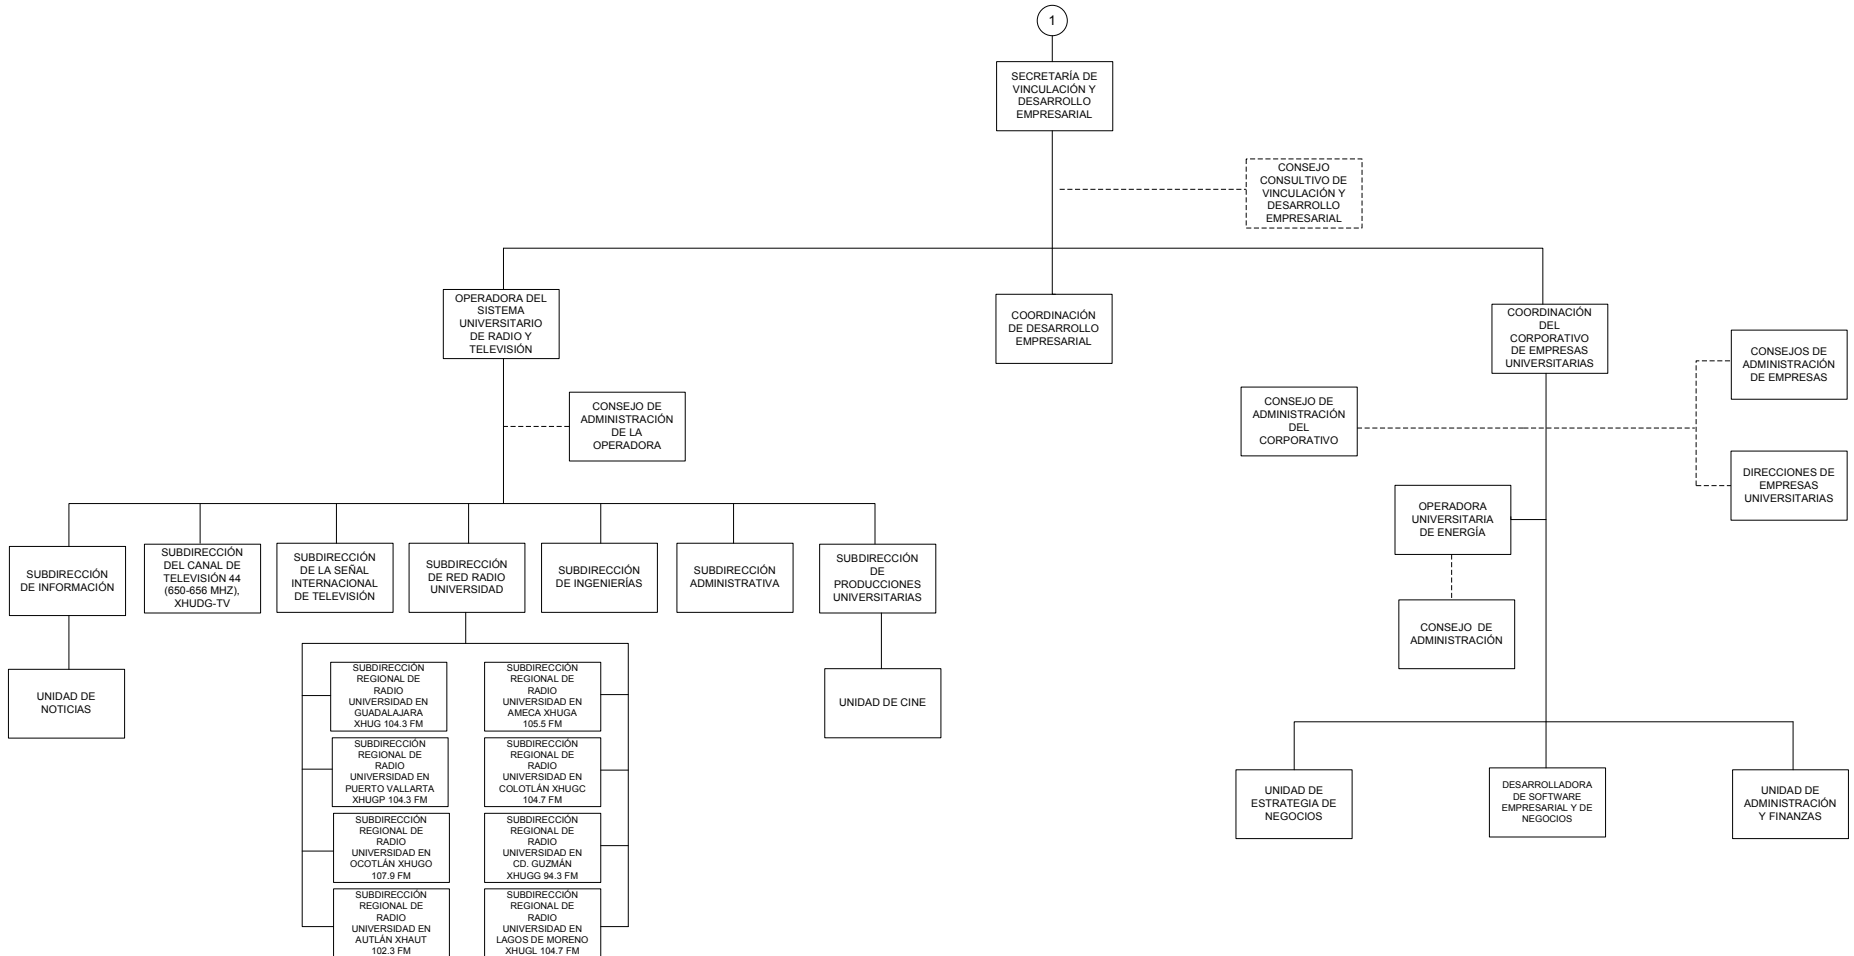 1
SECRETARÍA DE
VINCULACIÓN Y
DESARROLLO
EMPRESARIAL
CONSEJO
CONSULTIVO DE
VINCULACIÓN Y
DESARROLLO
EMPRESARIAL
OPERADORA DEL
SISTEMA
UNIVERSITARIO
DE RADIO Y
TELEVISIÓN
COORDINACIÓN
DE DESARROLLO
EMPRESARIAL
COORDINACIÓN
DEL
CORPORATIVO
DE EMPRESAS
UNIVERSITARIAS
CONSEJOS DE
ADMINISTRACIÓN
DE EMPRESAS
CONSEJO DE
ADMINISTRACIÓN
DE LA
OPERADORA
CONSEJO DE
ADMINISTRACIÓN
DEL
CORPORATIVO
DIRECCIONES DE
EMPRESAS
UNIVERSITARIAS
OPERADORA
UNIVERSITARIA
DE ENERGÍA
CONSEJO DE
ADMINISTRACIÓN
SUBDIRECCIÓN
DE INFORMACIÓN
SUBDIRECCIÓN
DEL CANAL DE
TELEVISIÓN 44
(650-656 MHZ),
XHUDG-TV
SUBDIRECCIÓN
DE LA SEÑAL
INTERNACIONAL
DE TELEVISIÓN
SUBDIRECCIÓN
DE RED RADIO
UNIVERSIDAD
SUBDIRECCIÓN
DE INGENIERÍAS
SUBDIRECCIÓN
ADMINISTRATIVA
SUBDIRECCIÓN
DE
PRODUCCIONES
UNIVERSITARIAS
UNIDAD DE
NOTICIAS
SUBDIRECCIÓN
REGIONAL DE
RADIO
UNIVERSIDAD EN
GUADALAJARA
XHUG 104.3 FM
SUBDIRECCIÓN
REGIONAL DE
RADIO
UNIVERSIDAD EN
AMECA XHUGA
105.5 FM
UNIDAD DE CINE
SUBDIRECCIÓN
REGIONAL DE
RADIO
UNIVERSIDAD EN
PUERTO VALLARTA
XHUGP 104.3 FM
SUBDIRECCIÓN
REGIONAL DE
RADIO
UNIVERSIDAD EN
COLOTLÁN XHUGC
104.7 FM
SUBDIRECCIÓN
REGIONAL DE
RADIO
UNIVERSIDAD EN
OCOTLÁN XHUGO
107.9 FM
SUBDIRECCIÓN
REGIONAL DE
RADIO
UNIVERSIDAD EN
CD. GUZMÁN
XHUGG 94.3 FM
SUBDIRECCIÓN
REGIONAL DE
RADIO
UNIVERSIDAD EN
AUTLÁN XHAUT
102.3 FM
SUBDIRECCIÓN
REGIONAL DE
RADIO
UNIVERSIDAD EN
LAGOS DE MORENO
XHUGL 104.7 FM
UNIDAD DE
ESTRATEGIA DE
NEGOCIOS
DESARROLLADORA
DE SOFTWARE
EMPRESARIAL Y DE
NEGOCIOS
UNIDAD DE
ADMINISTRACIÓN
Y FINANZAS